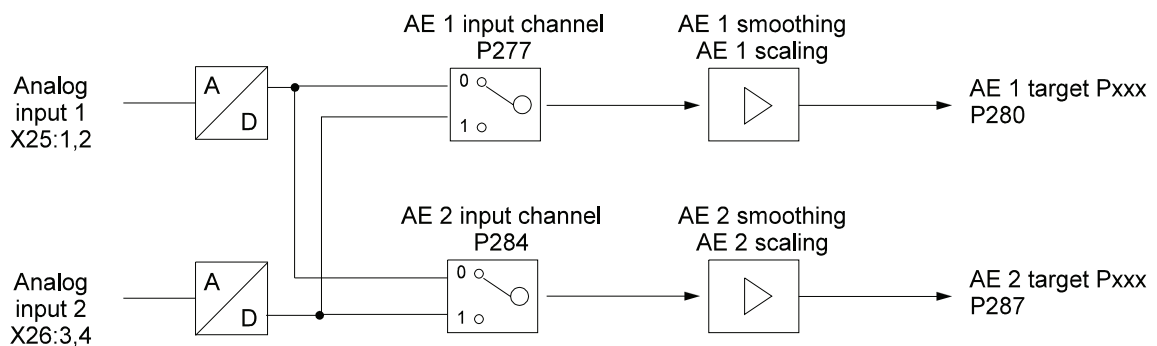 AE 1 input channel
P277
AE 1 smoothing
AE 1 scaling
Analog
input 1
X25:1,2
A
D
0
1
AE 1 target Pxxx
P280
AE 2 input channel
P284
AE 2 smoothing
AE 2 scaling
Analog
input 2
X26:3,4
A
D
0
1
AE 2 target Pxxx
P287